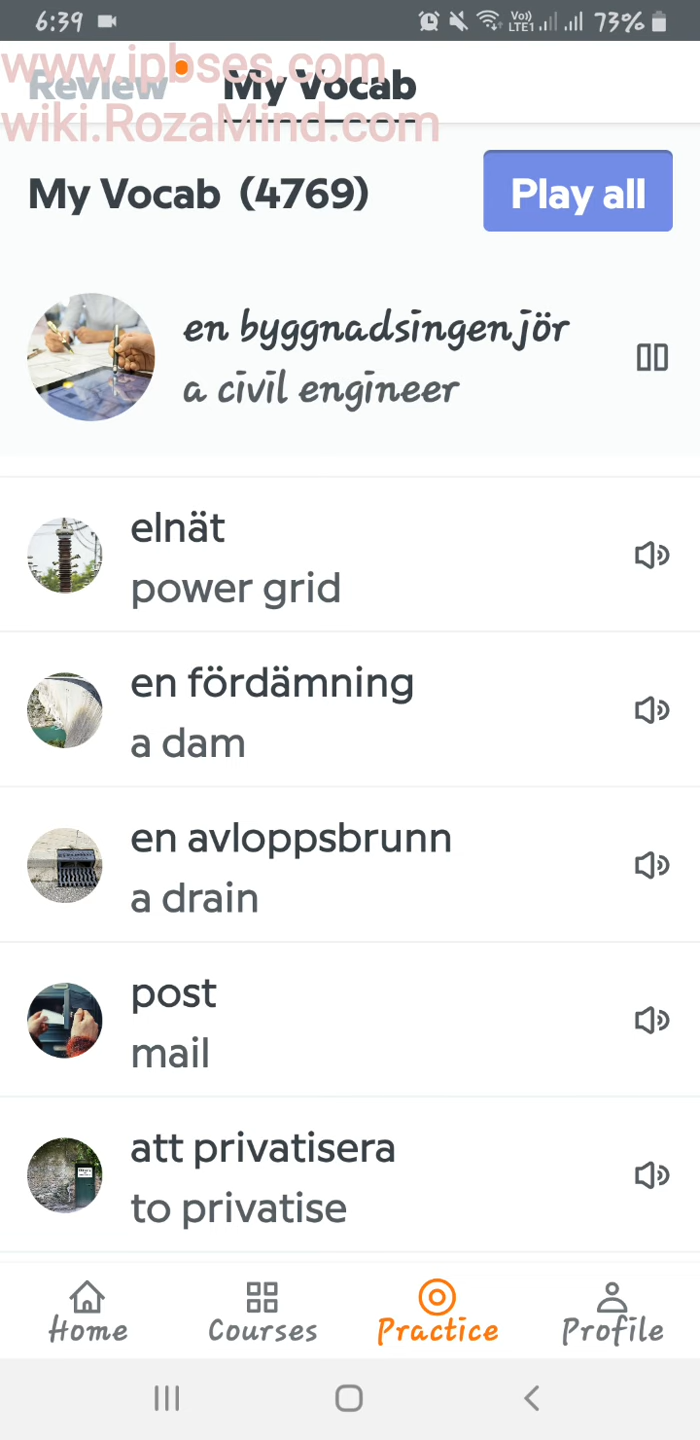 6:39
Vo)) LTE1 73%
www.ipbses.com
Review My Vocab
wiki.RozaMind.com
My Vocab (4769) Play all
en byggnadsingenjör
a civil engineer
elnät
power grid
en fördämning
a dam
en avloppsbrunn
a drain
post
mail
att privatisera
to privatise
Home Courses Practice Profile